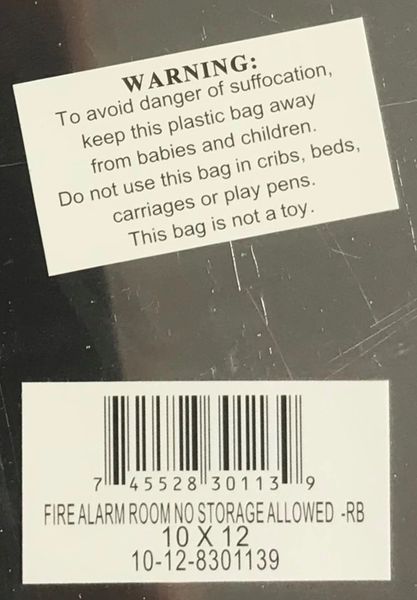 WARNING:
To avoid danger of suffocation,
keep this plastic bag away
from babies and children.
Do not use this bag in cribs, beds,
carriages or play pens.
This bag is not a toy.
7 45528 30113 9
FIRE ALARM ROOM NO STORAGE ALLOWED -RB
10 X 12
10-12-8301139